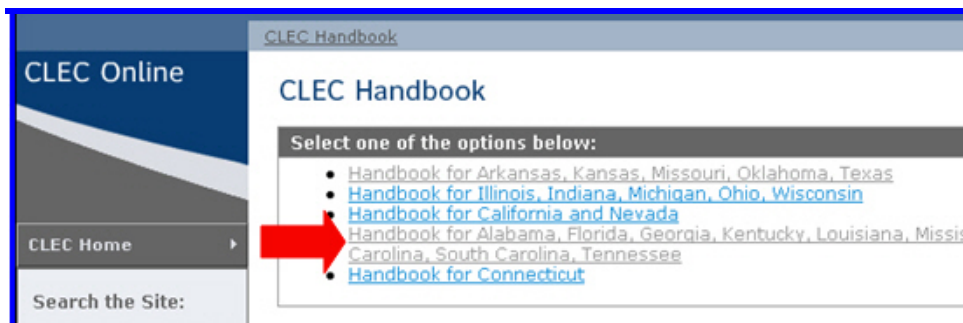 CLEC Handbook
CLEC Online
CLEC Handbook
Select one of the options below:
Handbook for Arkansas, Kansas, Missouri, Oklahoma, Texas
Handbook for Illinois, Indiana, Michigan, Ohio, Wisconsin
Handbook for California and Nevada
Handbook for Alabama, Florida, Georgia, Kentucky, Louisiana,
Carolina, South Carolina, Tennessee
Handbook for Connecticut
CLEC Home
Search the Site: